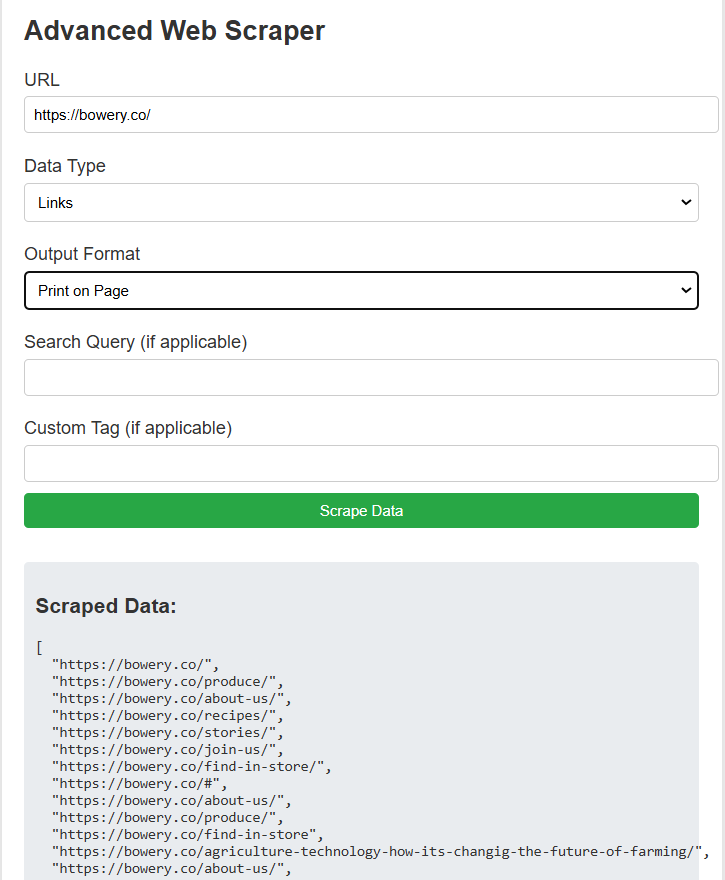 Advanced Web Scraper
URL
https://bowery.co/
Data Type
Links
Output Format
Print on Page
Search Query (if applicable)
Custom Tag (if applicable)
Scrape Data
Scraped Data:
[
"https://bowery.co/",
"https://bowery.co/produce/",
"https://bowery.co/about-us/",
"https://bowery.co/recipes/",
"https://bowery.co/stories/",
"https://bowery.co/join-us/",
"https://bowery.co/find-in-store/",
"https://bowery.co/#",
"https://bowery.co/about-us/",
"https://bowery.co/produce/",
"https://bowery.co/find-in-store",
"https://bowery.co/agriculture-technology-how-its-changig-the-future-of-farming/",
"https://bowery.co/about-us/",